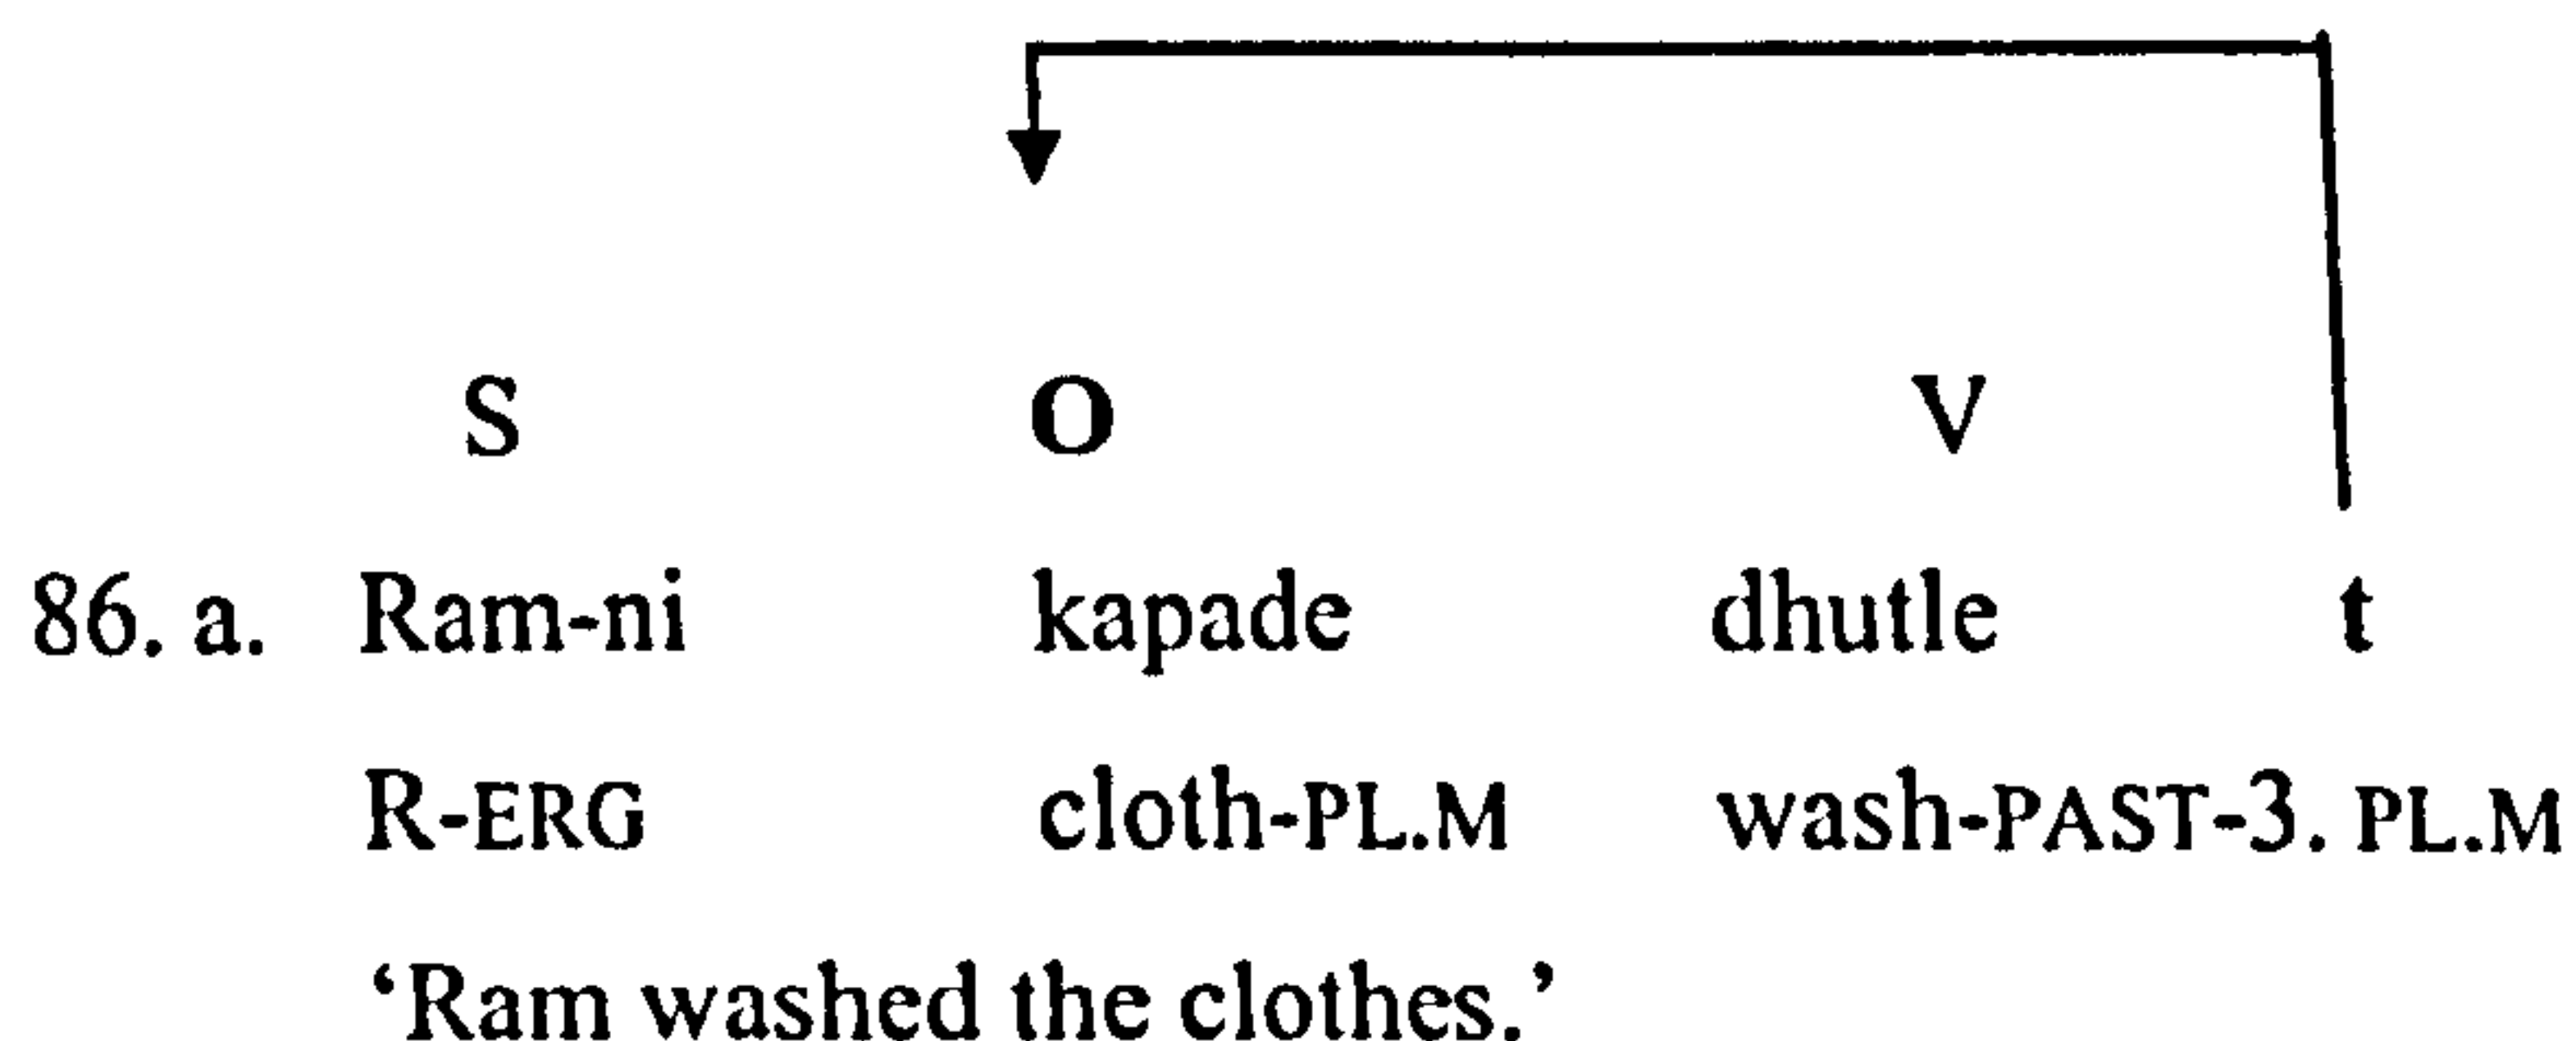 S O V
86. a. Ram-ni kapade dhutle t
R-ERG cloth-PL.M wash-PAST-3. PL.M
‘Ram washed the clothes.’